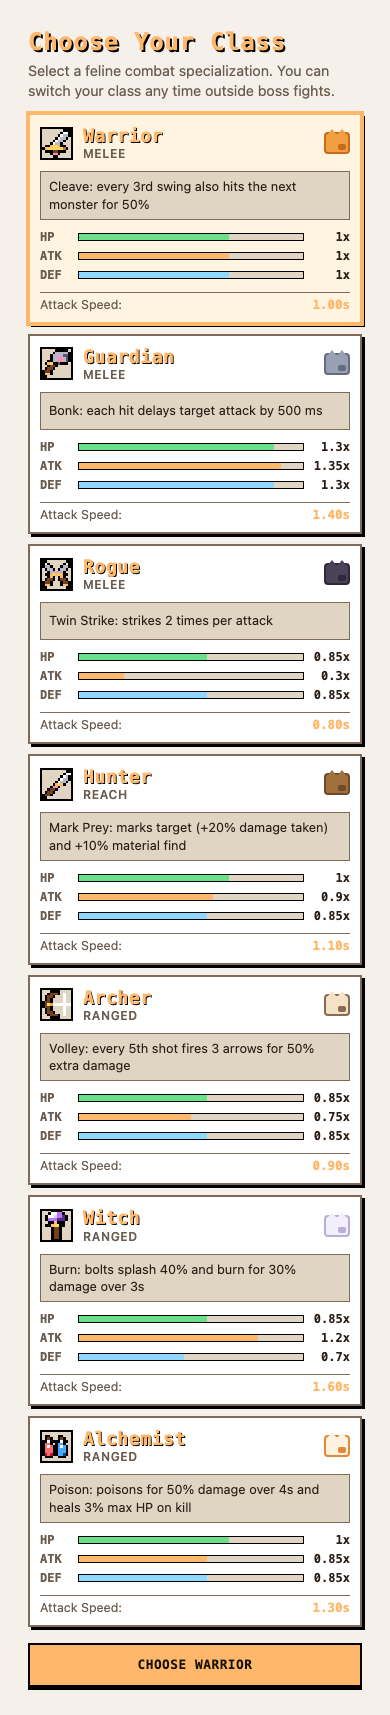 Choose Your Class
Select a feline combat specialization. You can
switch your class any time outside boss fights.
Warrior
MELEE
Cleave: every 3rd swing also hits the next
monster for 50%
HP 1x
ATK 1x
DEF 1x
Attack Speed: 1.00s
Guardian
MELEE
Bonk: each hit delays target attack by 500 ms
HP 1.3x
ATK 1.35x
DEF 1.3x
Attack Speed: 1.40s
Rogue
MELEE
Twin Strike: strikes 2 times per attack
HP 0.85x
ATK 0.3x
DEF 0.85x
Attack Speed: 0.80s
Hunter
REACH
Mark Prey: marks target (+20% damage taken)
and +10% material find
HP 1x
ATK 0.9x
DEF 0.85x
Attack Speed: 1.10s
Archer
RANGED
Volley: every 5th shot fires 3 arrows for 50%
extra damage
HP 0.85x
ATK 0.75x
DEF 0.85x
Attack Speed: 0.90s
Witch
RANGED
Burn: bolts splash 40% and burn for 30%
damage over 3s
HP 0.85x
ATK 1.2x
DEF 0.7x
Attack Speed: 1.60s
Alchemist
RANGED
Poison: poisons for 50% damage over 4s and
heals 3% max HP on kill
HP 1x
ATK 0.85x
DEF 0.85x
Attack Speed: 1.30s
CHOOSE WARRIOR